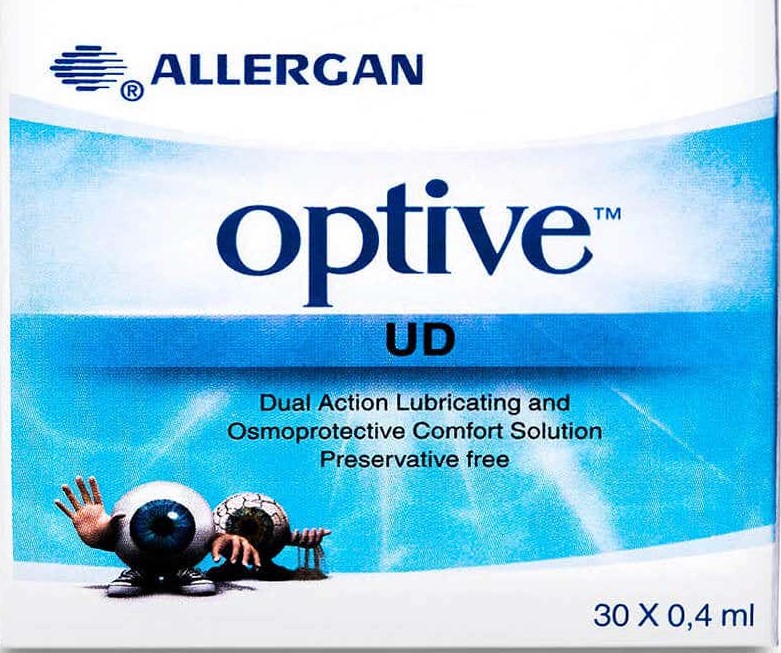 ® ALLERGAN
optive™
UD
Dual Action Lubricating and
Osmoprotective Comfort Solution
Preservative free
30 X 0,4 ml